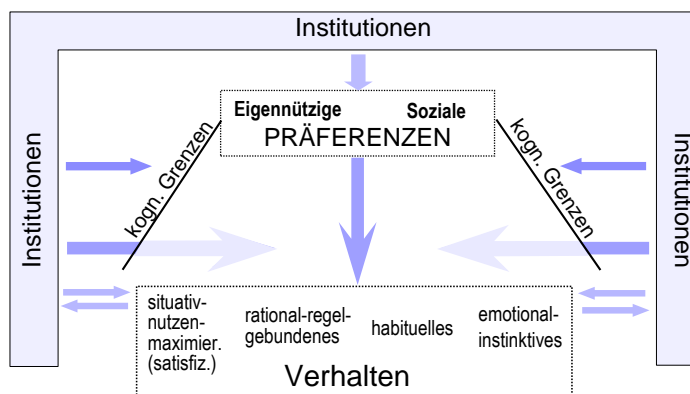 Institutionen
Eigennützige
Soziale
PRÄFERENZEN
Institutionen
kogn. Grenzen
kogn. Grenzen
Institutionen
situativ-
nutzen-
maximier.
(satisfiz.)
rational-regel-
gebundenes
habituelles
emotional-
instinktives
Verhalten